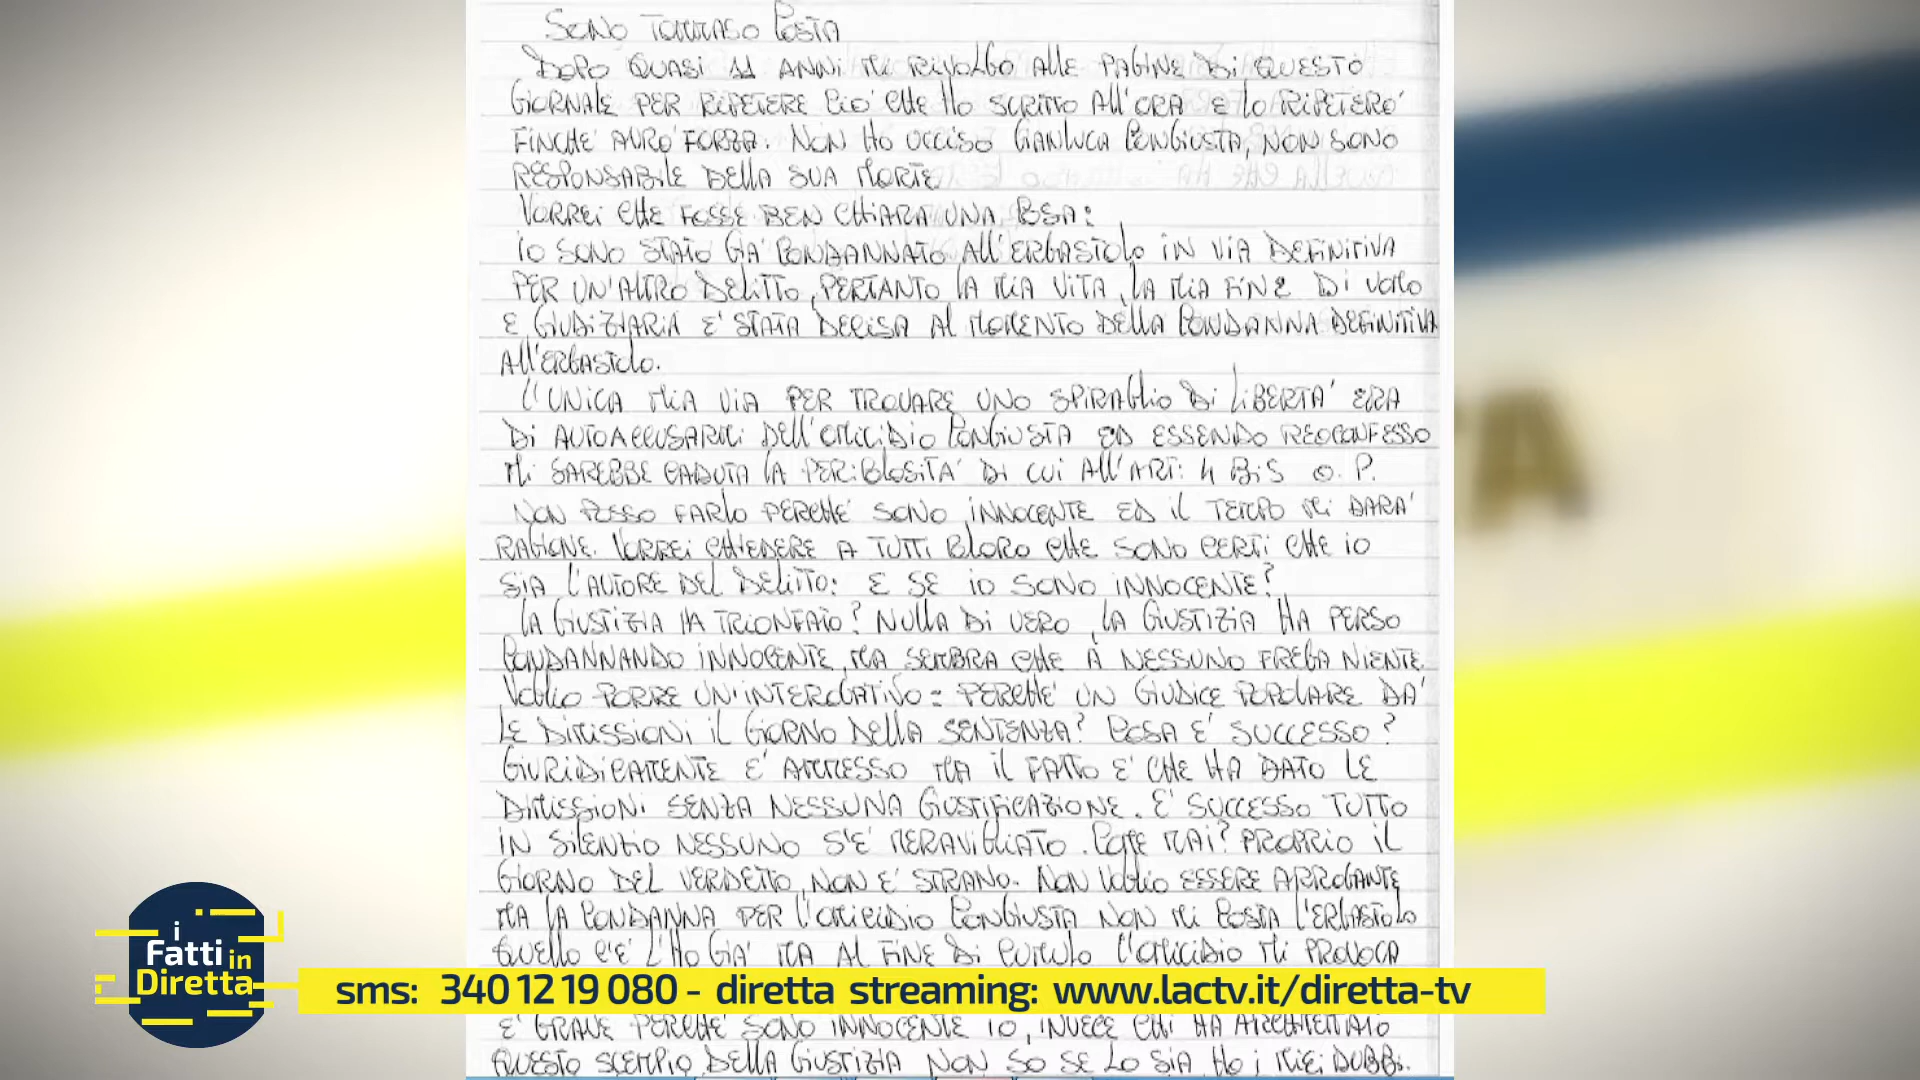 SONO TOMMASO COSTA
DOPO QUASI 11 ANNI MI RIVOLGO ALLE PAGINE DI QUESTO
GIORNALE PER RIPETERE CIO' CHE HO SCRITTO ALL'ORA E LO RIPETERO'
FINCHE' AVRO' FORZA. NON HO UCCISO GIANLUCA CONGIUSTA, NON SONO
RESPONSABILE DELLA SUA MORTE.
VORREI CHE FOSSE BEN CHIARA UNA COSA:
IO SONO STATO GIA' CONDANNATO ALL'ERGASTOLO IN VIA DEFINITIVA
PER UN'ALTRO DELITTO, PERTANTO LA MIA VITA, LA MIA FINE DI UOMO
E GIUDIZIARIA E' STATA DECISA AL MOMENTO DELLA CONDANNA DEFINITIVA
ALL'ERGASTOLO.
L'UNICA MIA VIA PER TROVARE UNO SPIRAGLIO DI LIBERTA' ERA
DI AUTOACCUSARMI DELL'OMICIDIO CONGIUSTA ED ESSENDO REOCONFESSO
MI SAREBBE CADUTA LA PERICOLOSITA' DI CUI ALL'ART: 4 BIS O.P.
NON POSSO FARLO PERCHE' SONO INNOCENTE ED IL TEMPO MI DARA'
RAGIONE. VORREI CHIEDERE A TUTTI COLORO CHE SONO CERTI CHE IO
SIA L'AUTORE DEL DELITTO: E SE IO SONO INNOCENTE?
LA GIUSTIZIA HA TRIONFATO? NULLA DI VERO, LA GIUSTIZIA HA PERSO
CONDANNANDO INNOCENTE, MA SEMBRA CHE A NESSUNO FREGA NIENTE.
VOGLIO PORRE UN'INTEROGATIVO: PERCHE' UN GIUDICE POPOLARE DA'
LE DIMISSIONI IL GIORNO DELLA SENTENZA? COSA E' SUCCESSO?
GIURIDICAMENTE E' AMMESSO MA IL FATTO E' CHE HA DATO LE
DIMISSIONI SENZA NESSUNA GIUSTIFICAZIONE. E' SUCCESSO TUTTO
IN SILENZIO NESSUNO S'E' MERAVIGLIATO. COME MAI? PROPRIO IL
GIORNO DEL VERDETTO, NON E' STRANO. NON VOGLIO ESSERE ARROGANTE
MA LA CONDANNA PER L'OMICIDIO CONGIUSTA NON MI COSTA L'ERGASTOLO
QUELLO C'E' L'HO GIA' MA AL FINE DI CUMULO L'OMICIDIO MI PROVOCA
E' GRAVE PERCHE' SONO INNOCENTE IO, INVECE CHI HA ARCHITETTATO
QUESTO SCEMPIO DELLA GIUSTIZIA NON SO SE LO SIA HO I MIEI DUBBI.
i Fatti in Diretta
sms: 340 12 19 080 - diretta streaming: www.lactv.it/diretta-tv